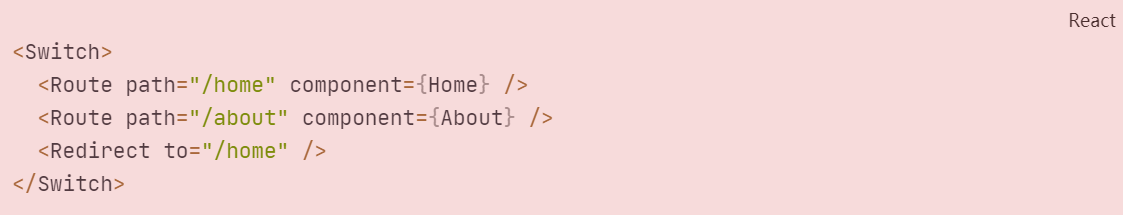 React
<Switch>
  <Route path="/home" component={Home} />
  <Route path="/about" component={About} />
  <Redirect to="/home" />
</Switch>